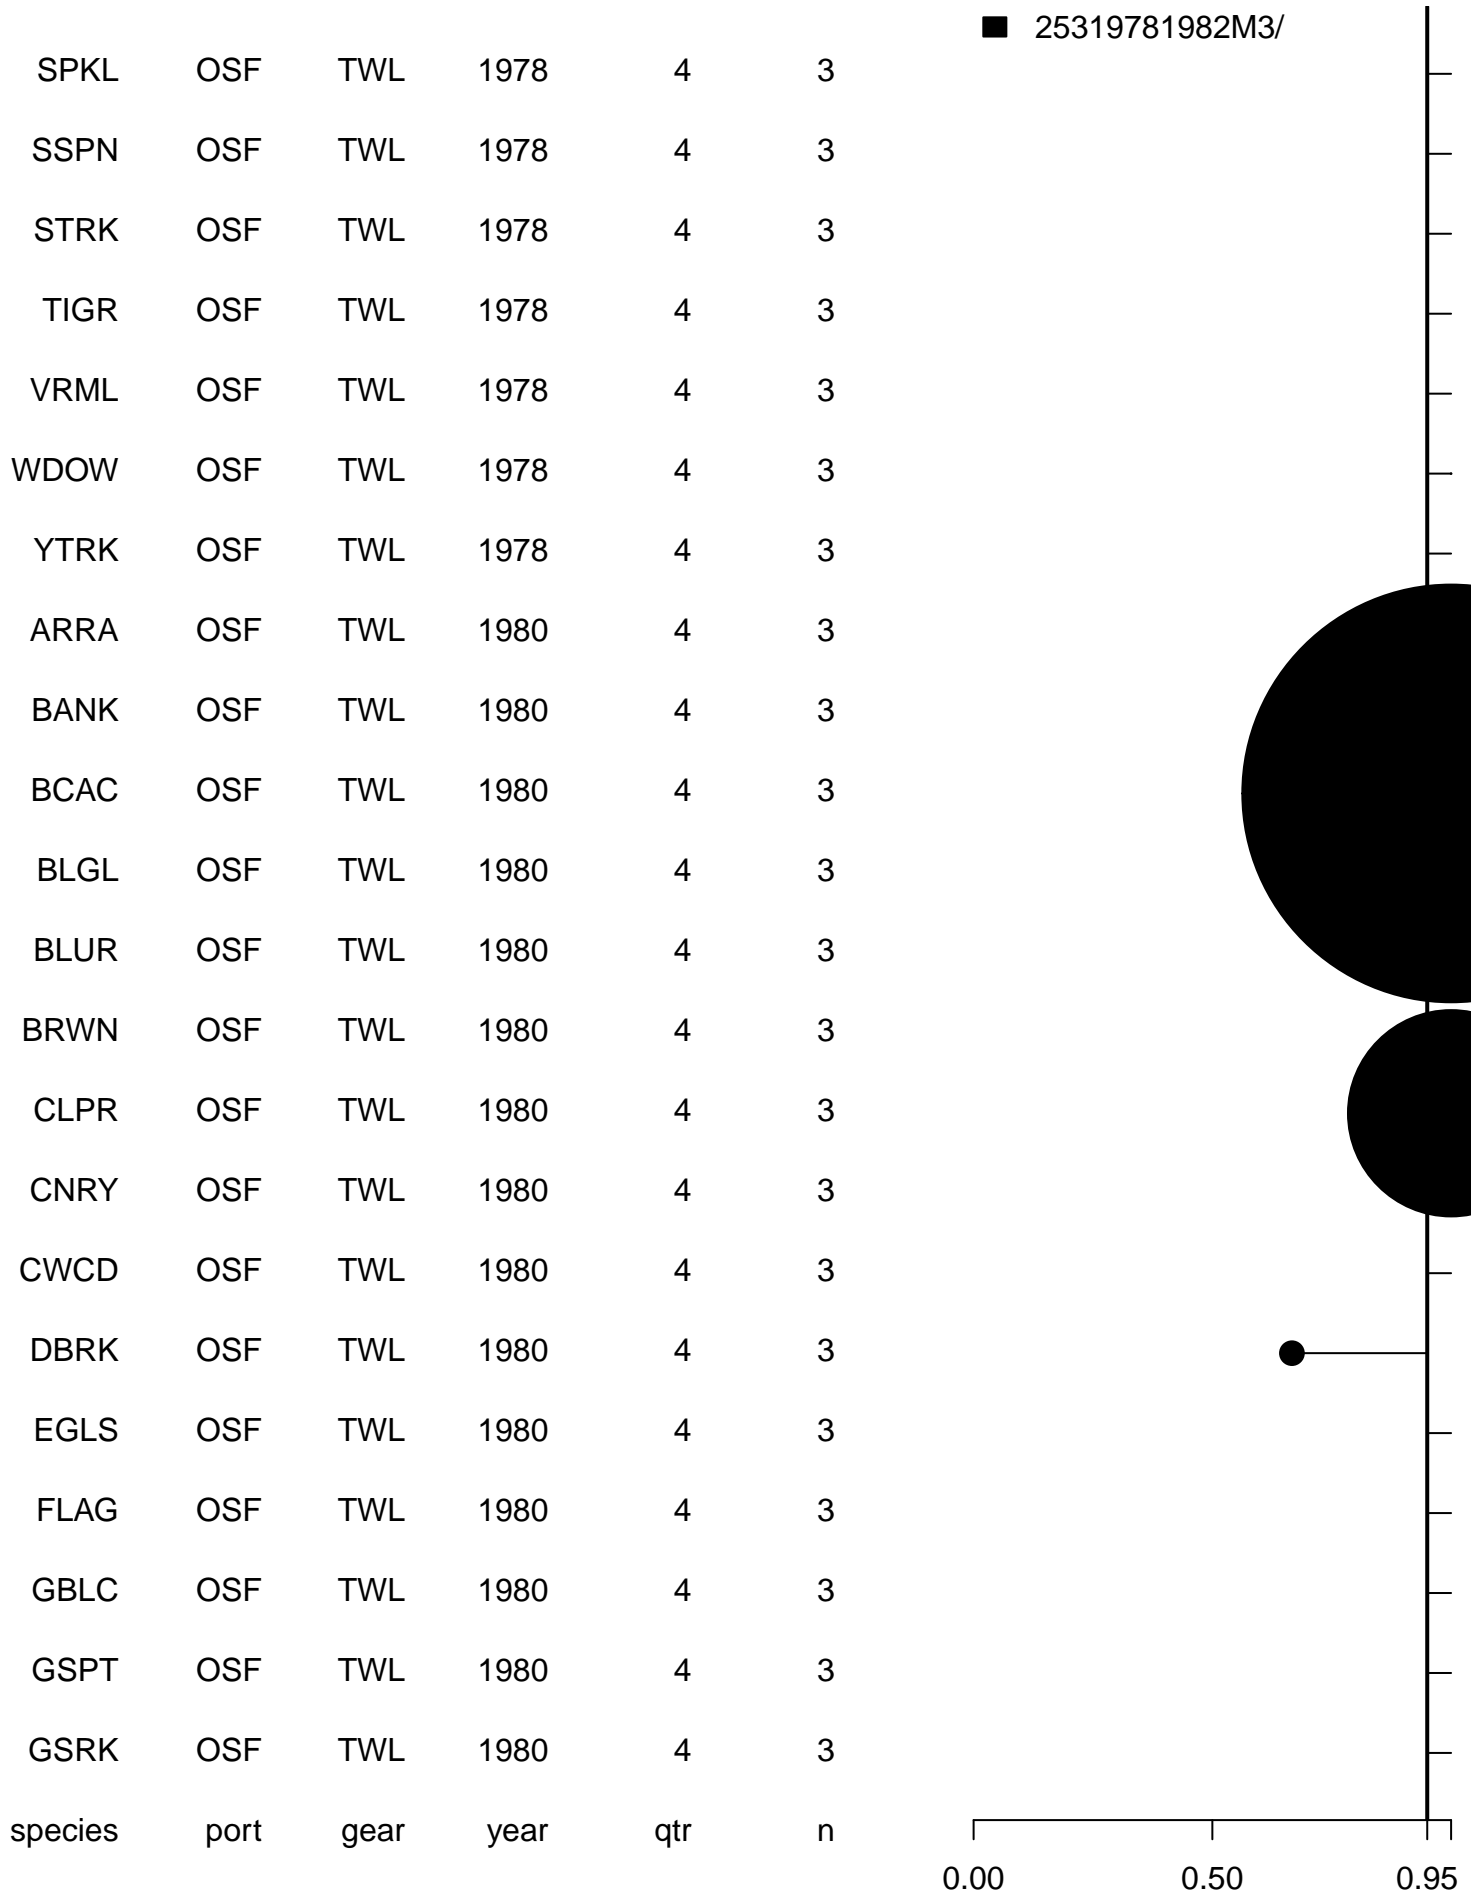 25319781982M3/
SPKL OSF TWL 1978 4 3
SSPN OSF TWL 1978 4 3
STRK OSF TWL 1978 4 3
TIGR OSF TWL 1978 4 3
VRML OSF TWL 1978 4 3
WDOW OSF TWL 1978 4 3
YTRK OSF TWL 1978 4 3
ARRA OSF TWL 1980 4 3
BANK OSF TWL 1980 4 3
BCAC OSF TWL 1980 4 3
BLGL OSF TWL 1980 4 3
BLUR OSF TWL 1980 4 3
BRWN OSF TWL 1980 4 3
CLPR OSF TWL 1980 4 3
CNRY OSF TWL 1980 4 3
CWCD OSF TWL 1980 4 3
DBRK OSF TWL 1980 4 3
EGLS OSF TWL 1980 4 3
FLAG OSF TWL 1980 4 3
GBLC OSF TWL 1980 4 3
GSPT OSF TWL 1980 4 3
GSRK OSF TWL 1980 4 3
species port gear year qtr n
0.00 0.50 0.95